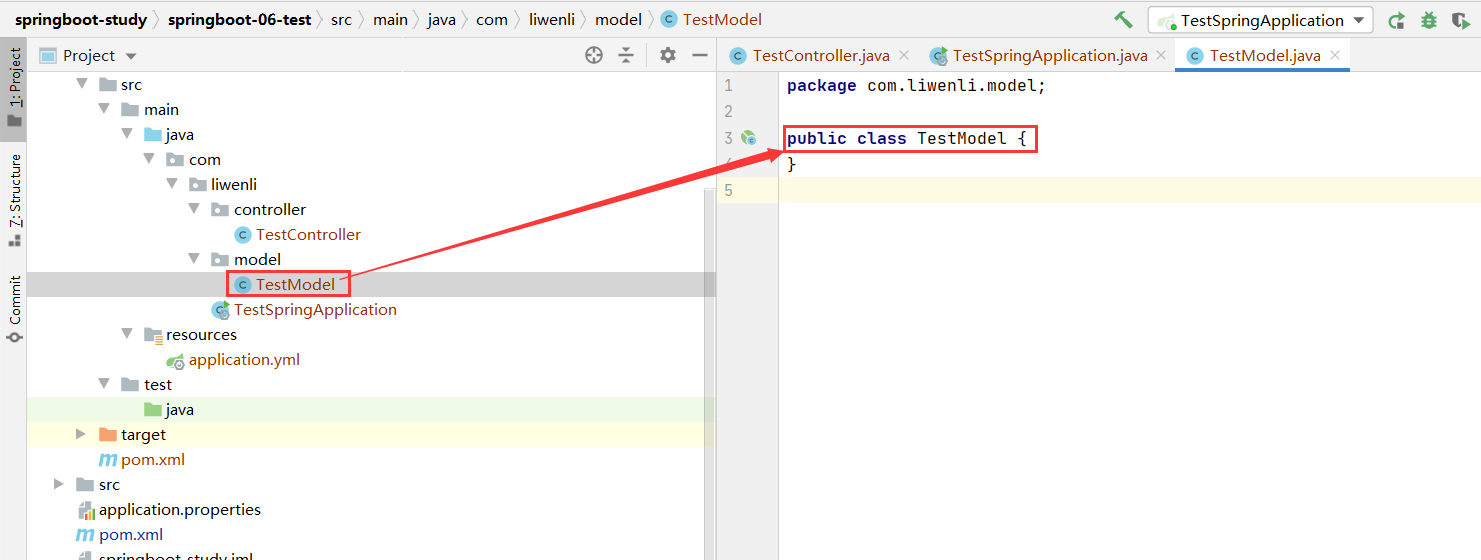 springboot-study springboot-06-test src main java com liwenli model TestModel
TestSpringApplication
1: Project
7: Structure
Commit
Project
src
main
java
com
liwenli
controller
TestController
model
TestModel
TestSpringApplication
resources
application.yml
test
java
target
pom.xml
src
application.properties
pom.xml
springboot-study.iml
TestController.java
TestSpringApplication.java
TestModel.java
1 package com.liwenli.model;
2
3 public class TestModel {
4 }
5